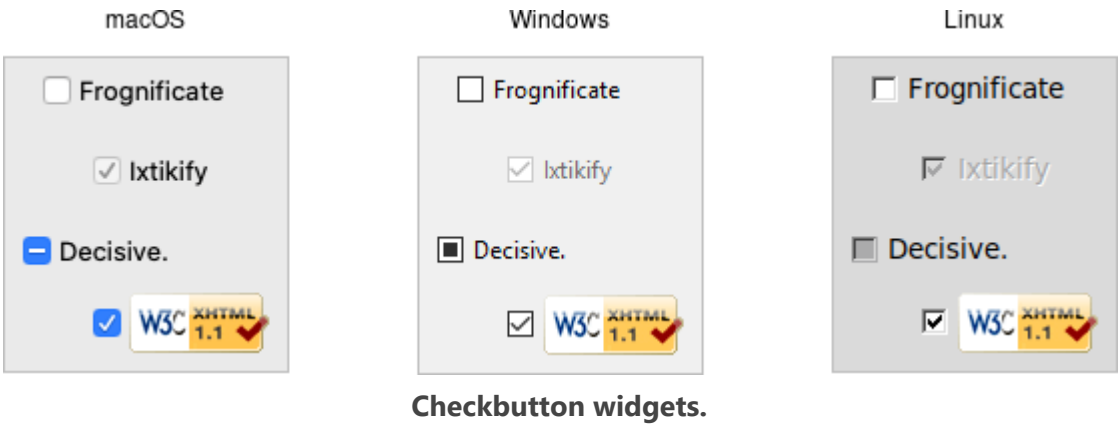 macOS
Windows
Linux
Frognificate
Ixtikify
Decisive.
W3C XHTML 1.1
Frognificate
Ixtikify
Decisive.
W3C XHTML 1.1
Frognificate
Ixtikify
Decisive.
W3C XHTML 1.1
Checkbutton widgets.